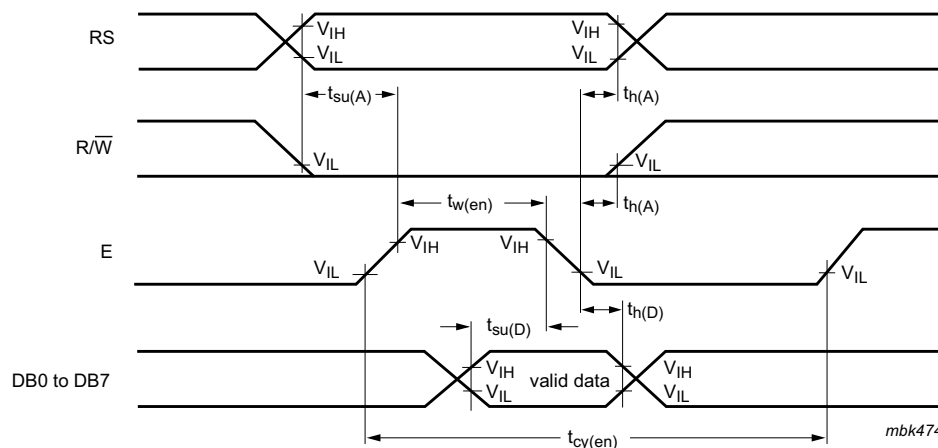 RS
VIH
VIL
VIH
VIL
tsu(A)
th(A)
R/W̅
VIL
VIL
tw(en)
th(A)
E
VIH
VIH
VIL
VIL
VIL
tsu(D)
th(D)
DB0 to DB7
VIH
VIL
valid data
VIH
VIL
tcy(en)
mbk474